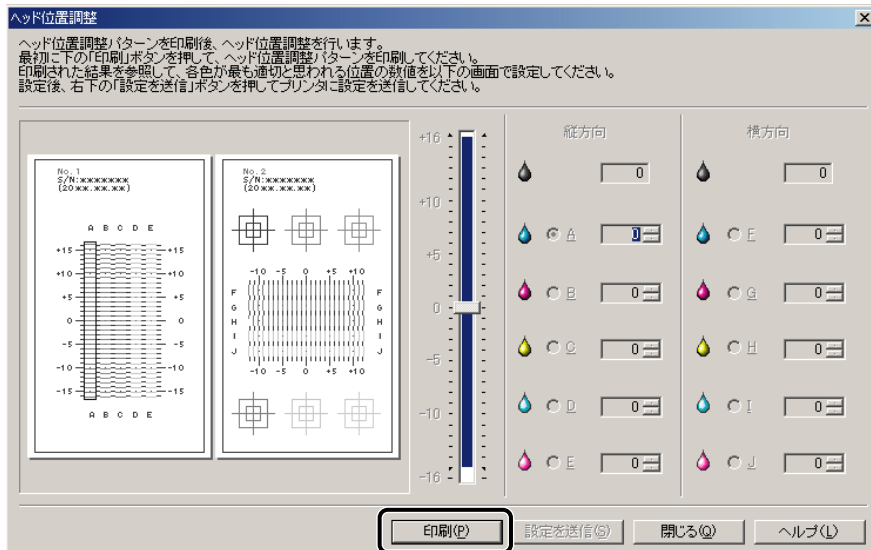 ヘッド位置調整
ヘッド位置調整パターンを印刷後、ヘッド位置調整を行います。
最初に下の「印刷」ボタンを押して、ヘッド位置調整パターンを印刷してください。
印刷された結果を参照して、各色が最も適切と思われる位置の数値を以下の画面で設定してください。
設定後、右下の「設定を送信」ボタンを押してプリンタに設定を送信してください。
No.1
S/N:*******
(20**.**.**)
A B C D E
+15 +15
+10 +10
+5 +5
0 0
-5 -5
-10 -10
-15 -15
A B C D E
No.2
S/N:*******
(20**.**.**)
-10 -5 0 +5 +10
F F
G G
H H
I I
J J
-10 -5 0 +5 +10
+16
+10
+5
0
-5
-10
-16
縦方向
0
A 0
B 0
C 0
D 0
E 0
横方向
0
F 0
G 0
H 0
I 0
J 0
印刷(P) 設定を送信(S) 閉じる(Q) ヘルプ(L)